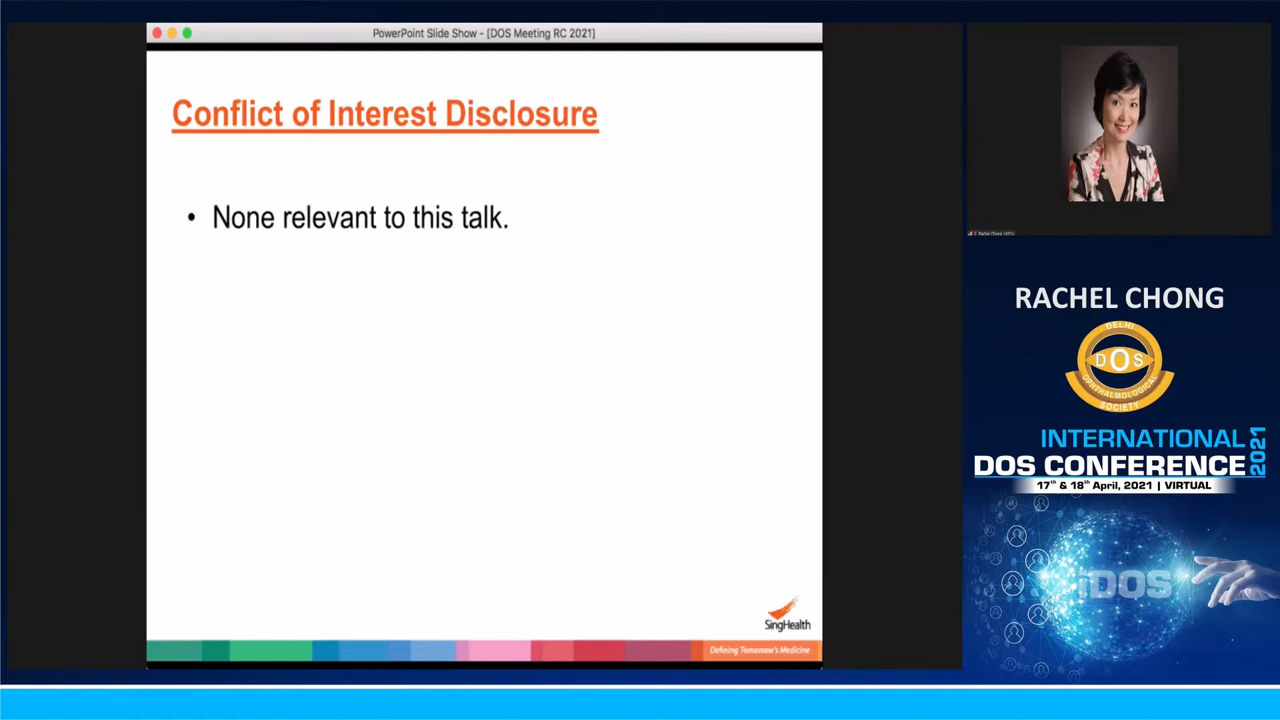 PowerPoint Slide Show - [DOS Meeting RC 2021]
Conflict of Interest Disclosure
• None relevant to this talk.
SingHealth
Defining Tomorrow's Medicine
RACHEL CHONG
DELHI
DOS
OPHTHALMOLOGICAL
SOCIETY
INTERNATIONAL
DOS CONFERENCE
2021
17th & 18th April, 2021 | VIRTUAL
iDOS